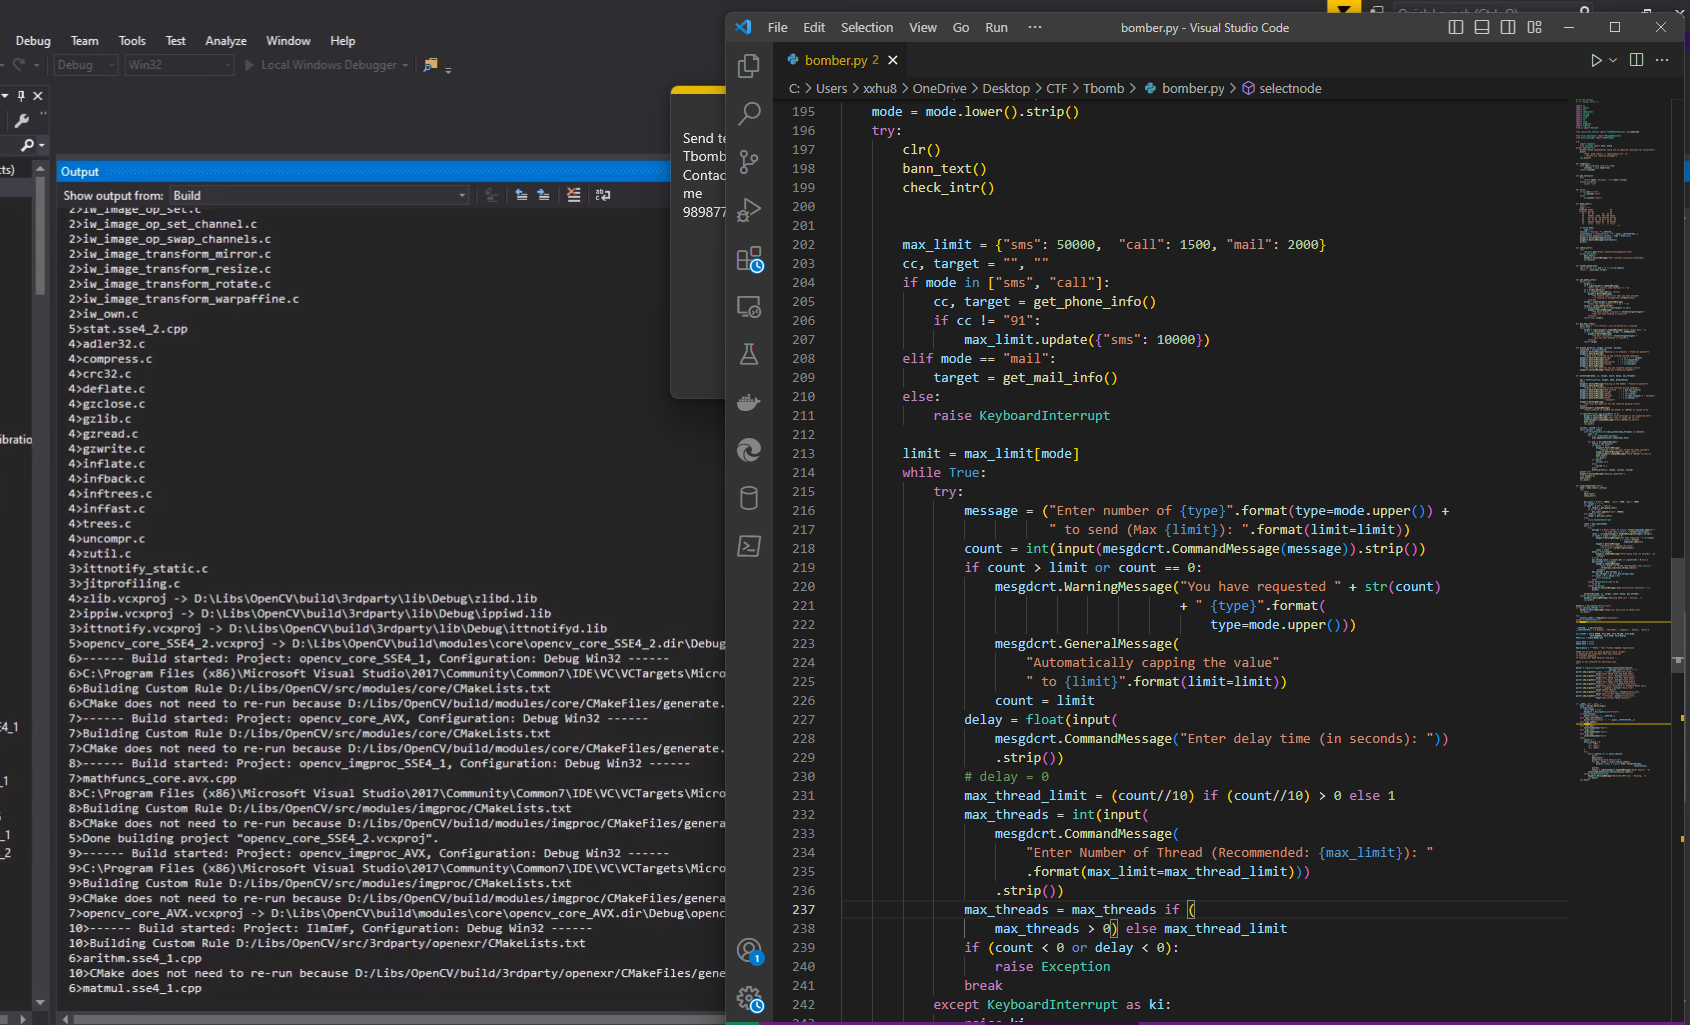 Debug Team Tools Test Analyze Window Help
Debug Win32 Local Windows Debugger
Output
Show output from: Build
2>iw_image_op_set.c
2>iw_image_op_set_channel.c
2>iw_image_op_swap_channels.c
2>iw_image_transform_mirror.c
2>iw_image_transform_resize.c
2>iw_image_transform_rotate.c
2>iw_image_transform_warpaffine.c
2>iw_own.c
5>stat.sse4_2.cpp
4>adler32.c
4>compress.c
4>crc32.c
4>deflate.c
4>gzclose.c
4>gzlib.c
4>gzread.c
4>gzwrite.c
4>inflate.c
4>infback.c
4>inftrees.c
4>inffast.c
4>trees.c
4>uncompr.c
4>zutil.c
3>ittnotify_static.c
3>jitprofiling.c
4>zlib.vcxproj -> D:\Libs\OpenCV\build\3rdparty\lib\Debug\zlibd.lib
2>ippiw.vcxproj -> D:\Libs\OpenCV\build\3rdparty\lib\Debug\ippiwd.lib
3>ittnotify.vcxproj -> D:\Libs\OpenCV\build\3rdparty\lib\Debug\ittnotifyd.lib
5>opencv_core_SSE4_2.vcxproj -> D:\Libs\OpenCV\build\modules\core\opencv_core_SSE4_2.dir\Debug
6>------ Build started: Project: opencv_core_SSE4_1, Configuration: Debug Win32 ------
6>C:\Program Files (x86)\Microsoft Visual Studio\2017\Community\Common7\IDE\VC\VCTargets\Micro
6>Building Custom Rule D:/Libs/OpenCV/src/modules/core/CMakeLists.txt
6>CMake does not need to re-run because D:/Libs/OpenCV/build/modules/core/CMakeFiles/generate.
7>------ Build started: Project: opencv_core_AVX, Configuration: Debug Win32 ------
7>Building Custom Rule D:/Libs/OpenCV/src/modules/core/CMakeLists.txt
7>CMake does not need to re-run because D:/Libs/OpenCV/build/modules/core/CMakeFiles/generate.
8>------ Build started: Project: opencv_imgproc_SSE4_1, Configuration: Debug Win32 ------
7>mathfuncs_core.avx.cpp
8>C:\Program Files (x86)\Microsoft Visual Studio\2017\Community\Common7\IDE\VC\VCTargets\Micro
8>Building Custom Rule D:/Libs/OpenCV/src/modules/imgproc/CMakeLists.txt
8>CMake does not need to re-run because D:/Libs/OpenCV/build/modules/imgproc/CMakeFiles/genera
5>Done building project "opencv_core_SSE4_2.vcxproj".
9>------ Build started: Project: opencv_imgproc_AVX, Configuration: Debug Win32 ------
9>C:\Program Files (x86)\Microsoft Visual Studio\2017\Community\Common7\IDE\VC\VCTargets\Micro
9>Building Custom Rule D:/Libs/OpenCV/src/modules/imgproc/CMakeLists.txt
9>CMake does not need to re-run because D:/Libs/OpenCV/build/modules/imgproc/CMakeFiles/genera
7>opencv_core_AVX.vcxproj -> D:\Libs\OpenCV\build\modules\core\opencv_core_AVX.dir\Debug\openc
10>------ Build started: Project: IlmImf, Configuration: Debug Win32 ------
10>Building Custom Rule D:/Libs/OpenCV/src/3rdparty/openexr/CMakeLists.txt
6>arithm.sse4_1.cpp
10>CMake does not need to re-run because D:/Libs/OpenCV/build/3rdparty/openexr/CMakeFiles/gene
6>matmul.sse4_1.cpp
Send te
Tbomb
Contac
me
989877
File Edit Selection View Go Run ··· bomber.py - Visual Studio Code
bomber.py 2
C: > Users > xxhu8 > OneDrive > Desktop > CTF > Tbomb > bomber.py > selectnode
195 mode = mode.lower().strip()
196 try:
197 clr()
198 bann_text()
199 check_intr()
200
201
202 max_limit = {"sms": 50000, "call": 1500, "mail": 2000}
203 cc, target = "", ""
204 if mode in ["sms", "call"]:
205 cc, target = get_phone_info()
206 if cc != "91":
207 max_limit.update({"sms": 10000})
208 elif mode == "mail":
209 target = get_mail_info()
210 else:
211 raise KeyboardInterrupt
212
213 limit = max_limit[mode]
214 while True:
215 try:
216 message = ("Enter number of {type}".format(type=mode.upper()) +
217 " to send (Max {limit}): ".format(limit=limit))
218 count = int(input(mesgdcrt.CommandMessage(message)).strip())
219 if count > limit or count == 0:
220 mesgdcrt.WarningMessage("You have requested " + str(count)
221 + " {type}".format(
222 type=mode.upper()))
223 mesgdcrt.GeneralMessage(
224 "Automatically capping the value"
225 " to {limit}".format(limit=limit))
226 count = limit
227 delay = float(input(
228 mesgdcrt.CommandMessage("Enter delay time (in seconds): "))
229 .strip())
230 # delay = 0
231 max_thread_limit = (count//10) if (count//10) > 0 else 1
232 max_threads = int(input(
233 mesgdcrt.CommandMessage(
234 "Enter Number of Thread (Recommended: {max_limit}): "
235 .format(max_limit=max_thread_limit)))
236 .strip())
237 max_threads = max_threads if (
238 max_threads > 0) else max_thread_limit
239 if (count < 0 or delay < 0):
240 raise Exception
241 break
242 except KeyboardInterrupt as ki: